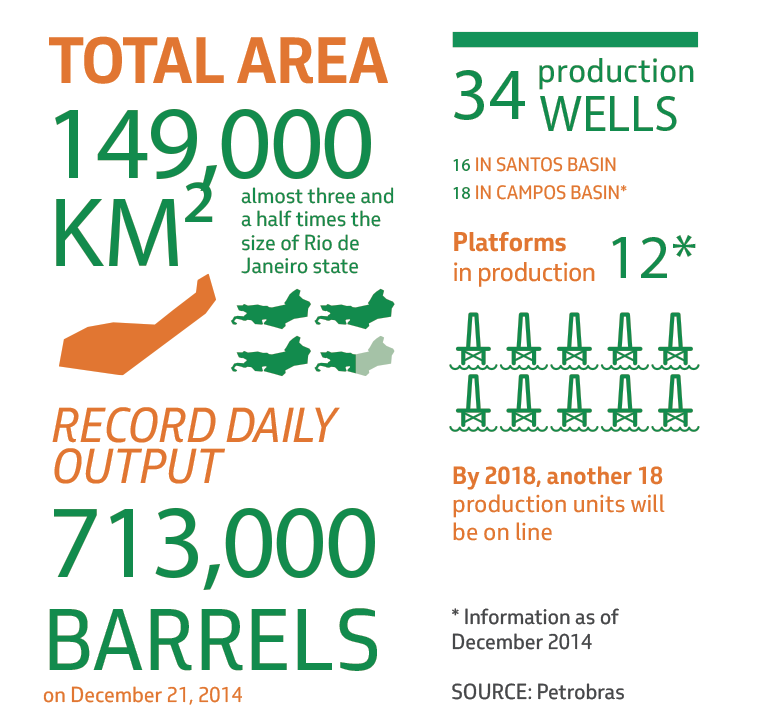 TOTAL AREA
149,000
KM²
almost three and
a half times the
size of Rio de
Janeiro state
RECORD DAILY
OUTPUT
713,000
BARRELS
on December 21, 2014
34 production
WELLS
16 IN SANTOS BASIN
18 IN CAMPOS BASIN*
Platforms
in production 12*
By 2018, another 18
production units will
be on line
* Information as of
December 2014
SOURCE: Petrobras